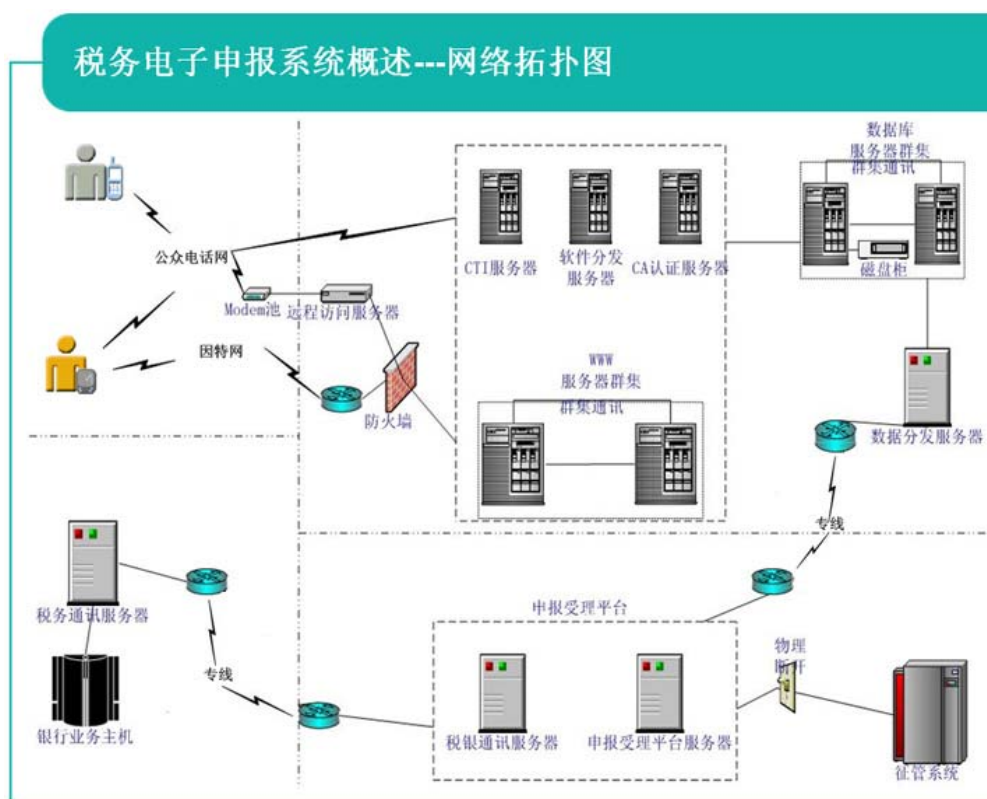 税务电子申报系统概述---网络拓扑图
数据库
服务器群集
群集通讯
公众电话网
CTI服务器
软件分发
服务器
CA认证服务器
磁盘柜
Modem池
远程访问服务器
因特网
防火墙
WWW
服务器群集
群集通讯
数据分发服务器
专线
税务通讯服务器
申报受理平台
专线
物理
断开
银行业务主机
税银通讯服务器
申报受理平台服务器
征管系统